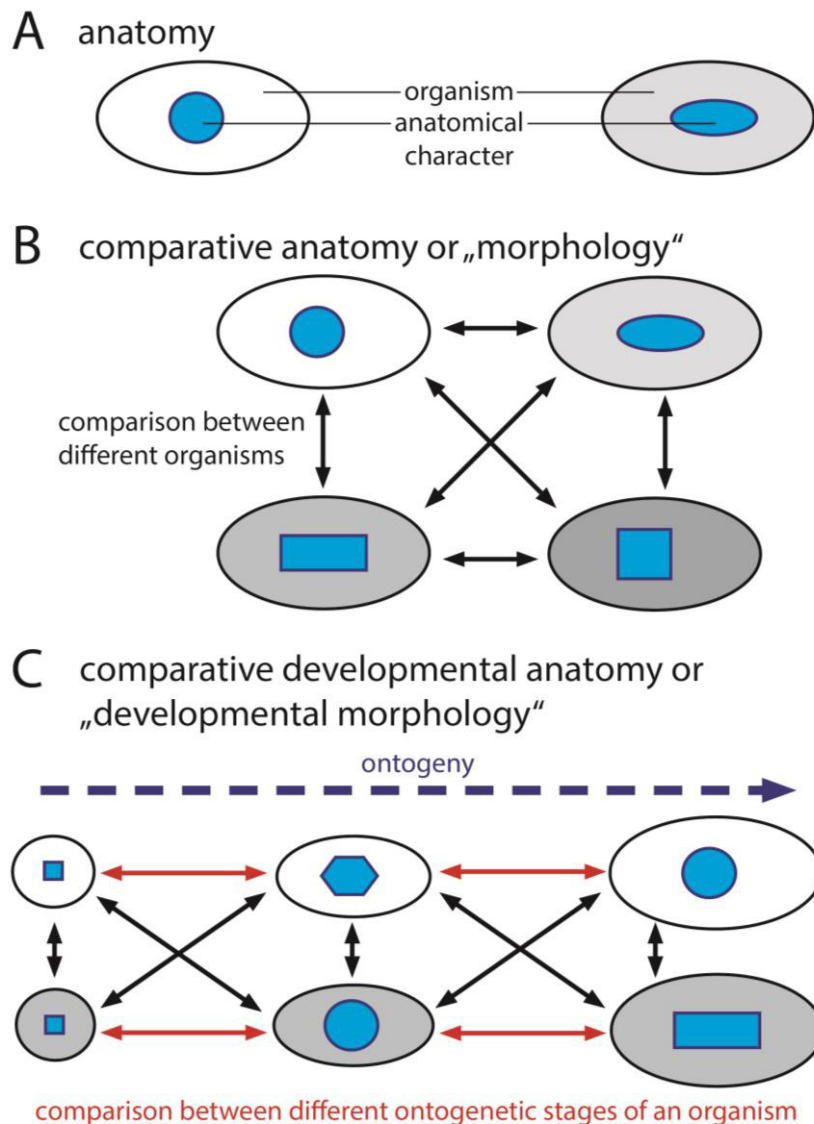 A anatomy
organism
anatomical
character
B comparative anatomy or „morphology“
comparison between
different organisms
C comparative developmental anatomy or
„developmental morphology“
ontogeny
comparison between different ontogenetic stages of an organism